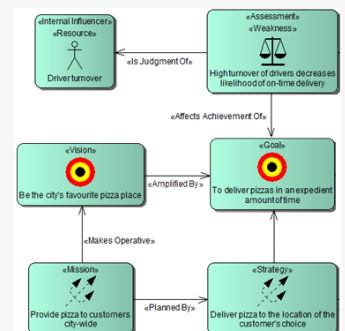 «Internal Influencer»
«Resource»
Driver turnover
«Is Judgment Of»
«Assessment»
«Weakness»
High turnover of drivers decreases
likelihood of on-time delivery
«Affects Achievement Of»
«Vision»
Be the city's favourite pizza place
«Amplified By»
«Goal»
To deliver pizzas in an expedient
amount of time
«Makes Operative»
«Mission»
Provide pizza to customers
city-wide
«Planned By»
«Strategy»
Deliver pizza to the location of the
customer's choice